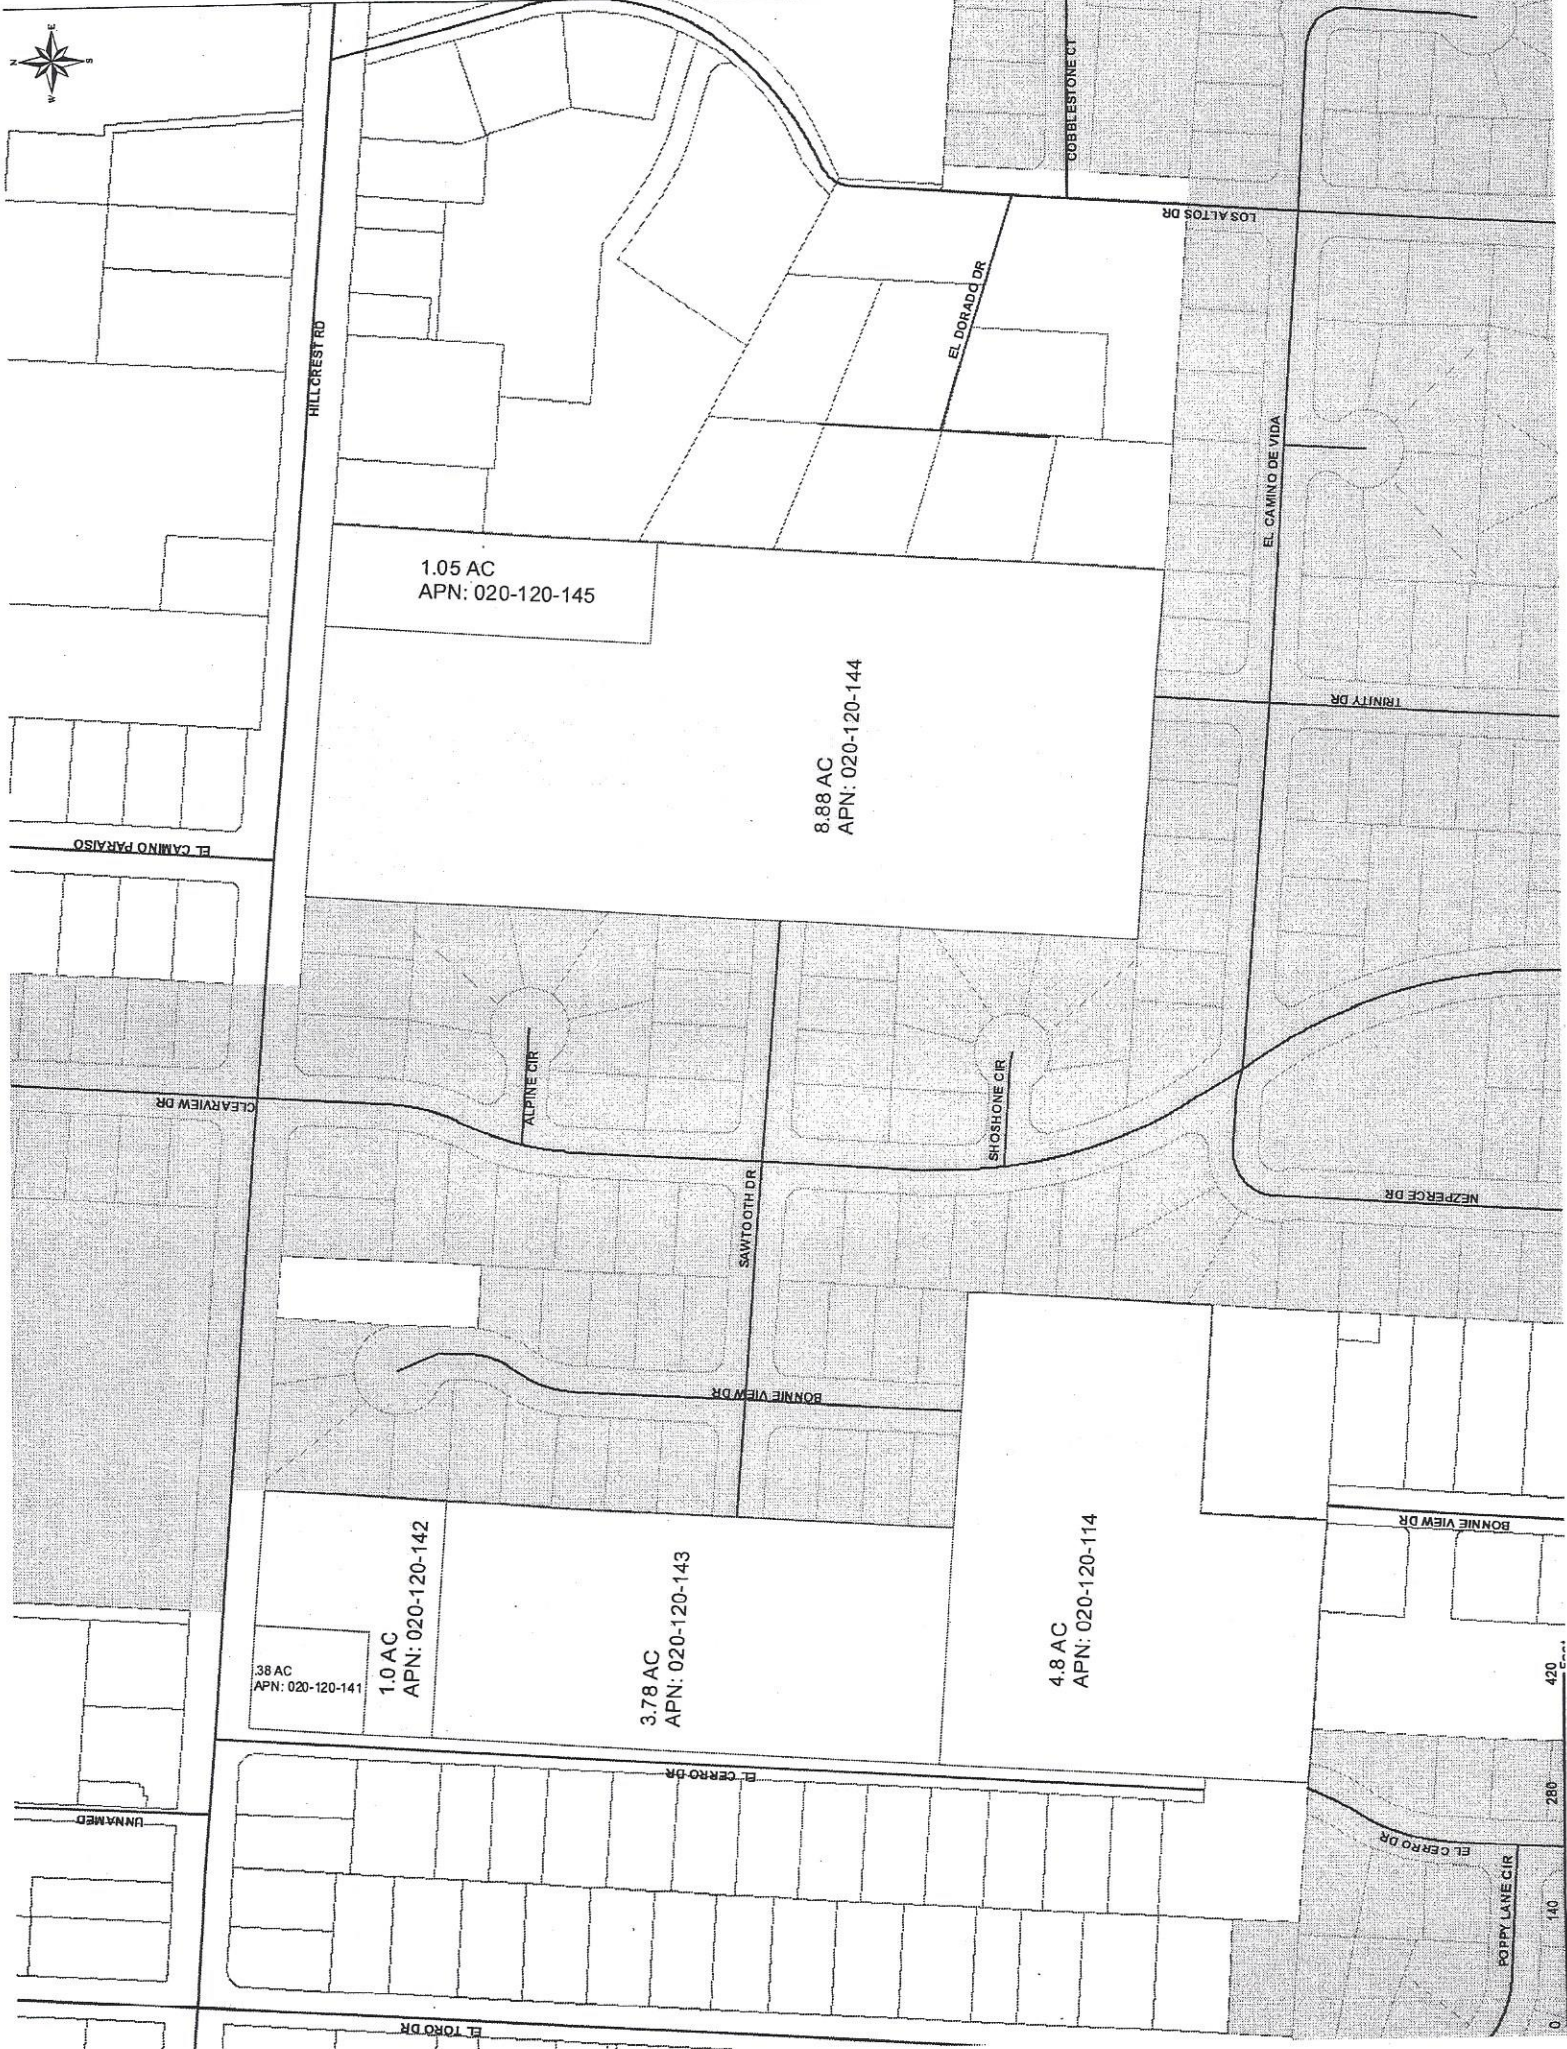 N
E
W
S
HILLCREST RD
COBBLESTONE CT
LOS ALTOS DR
EL DORADO DR
EL CAMINO DE VIDA
1.05 AC
APN: 020-120-145
8.88 AC
APN: 020-120-144
TRINITY DR
EL CAMINO PARAISO
CLEARVIEW DR
ALPINE CIR
SHOSHONE CIR
SAWTOOTH DR
NEZPERCE DR
BONNIE VIEW DR
BONNIE VIEW DR
.38 AC
APN: 020-120-141
1.0 AC
APN: 020-120-142
3.78 AC
APN: 020-120-143
4.8 AC
APN: 020-120-114
UNNAMED
EL CERRO DR
EL CERRO DR
POPPY LANE CIR
EL TORO DR
0
140
280
420
Feet